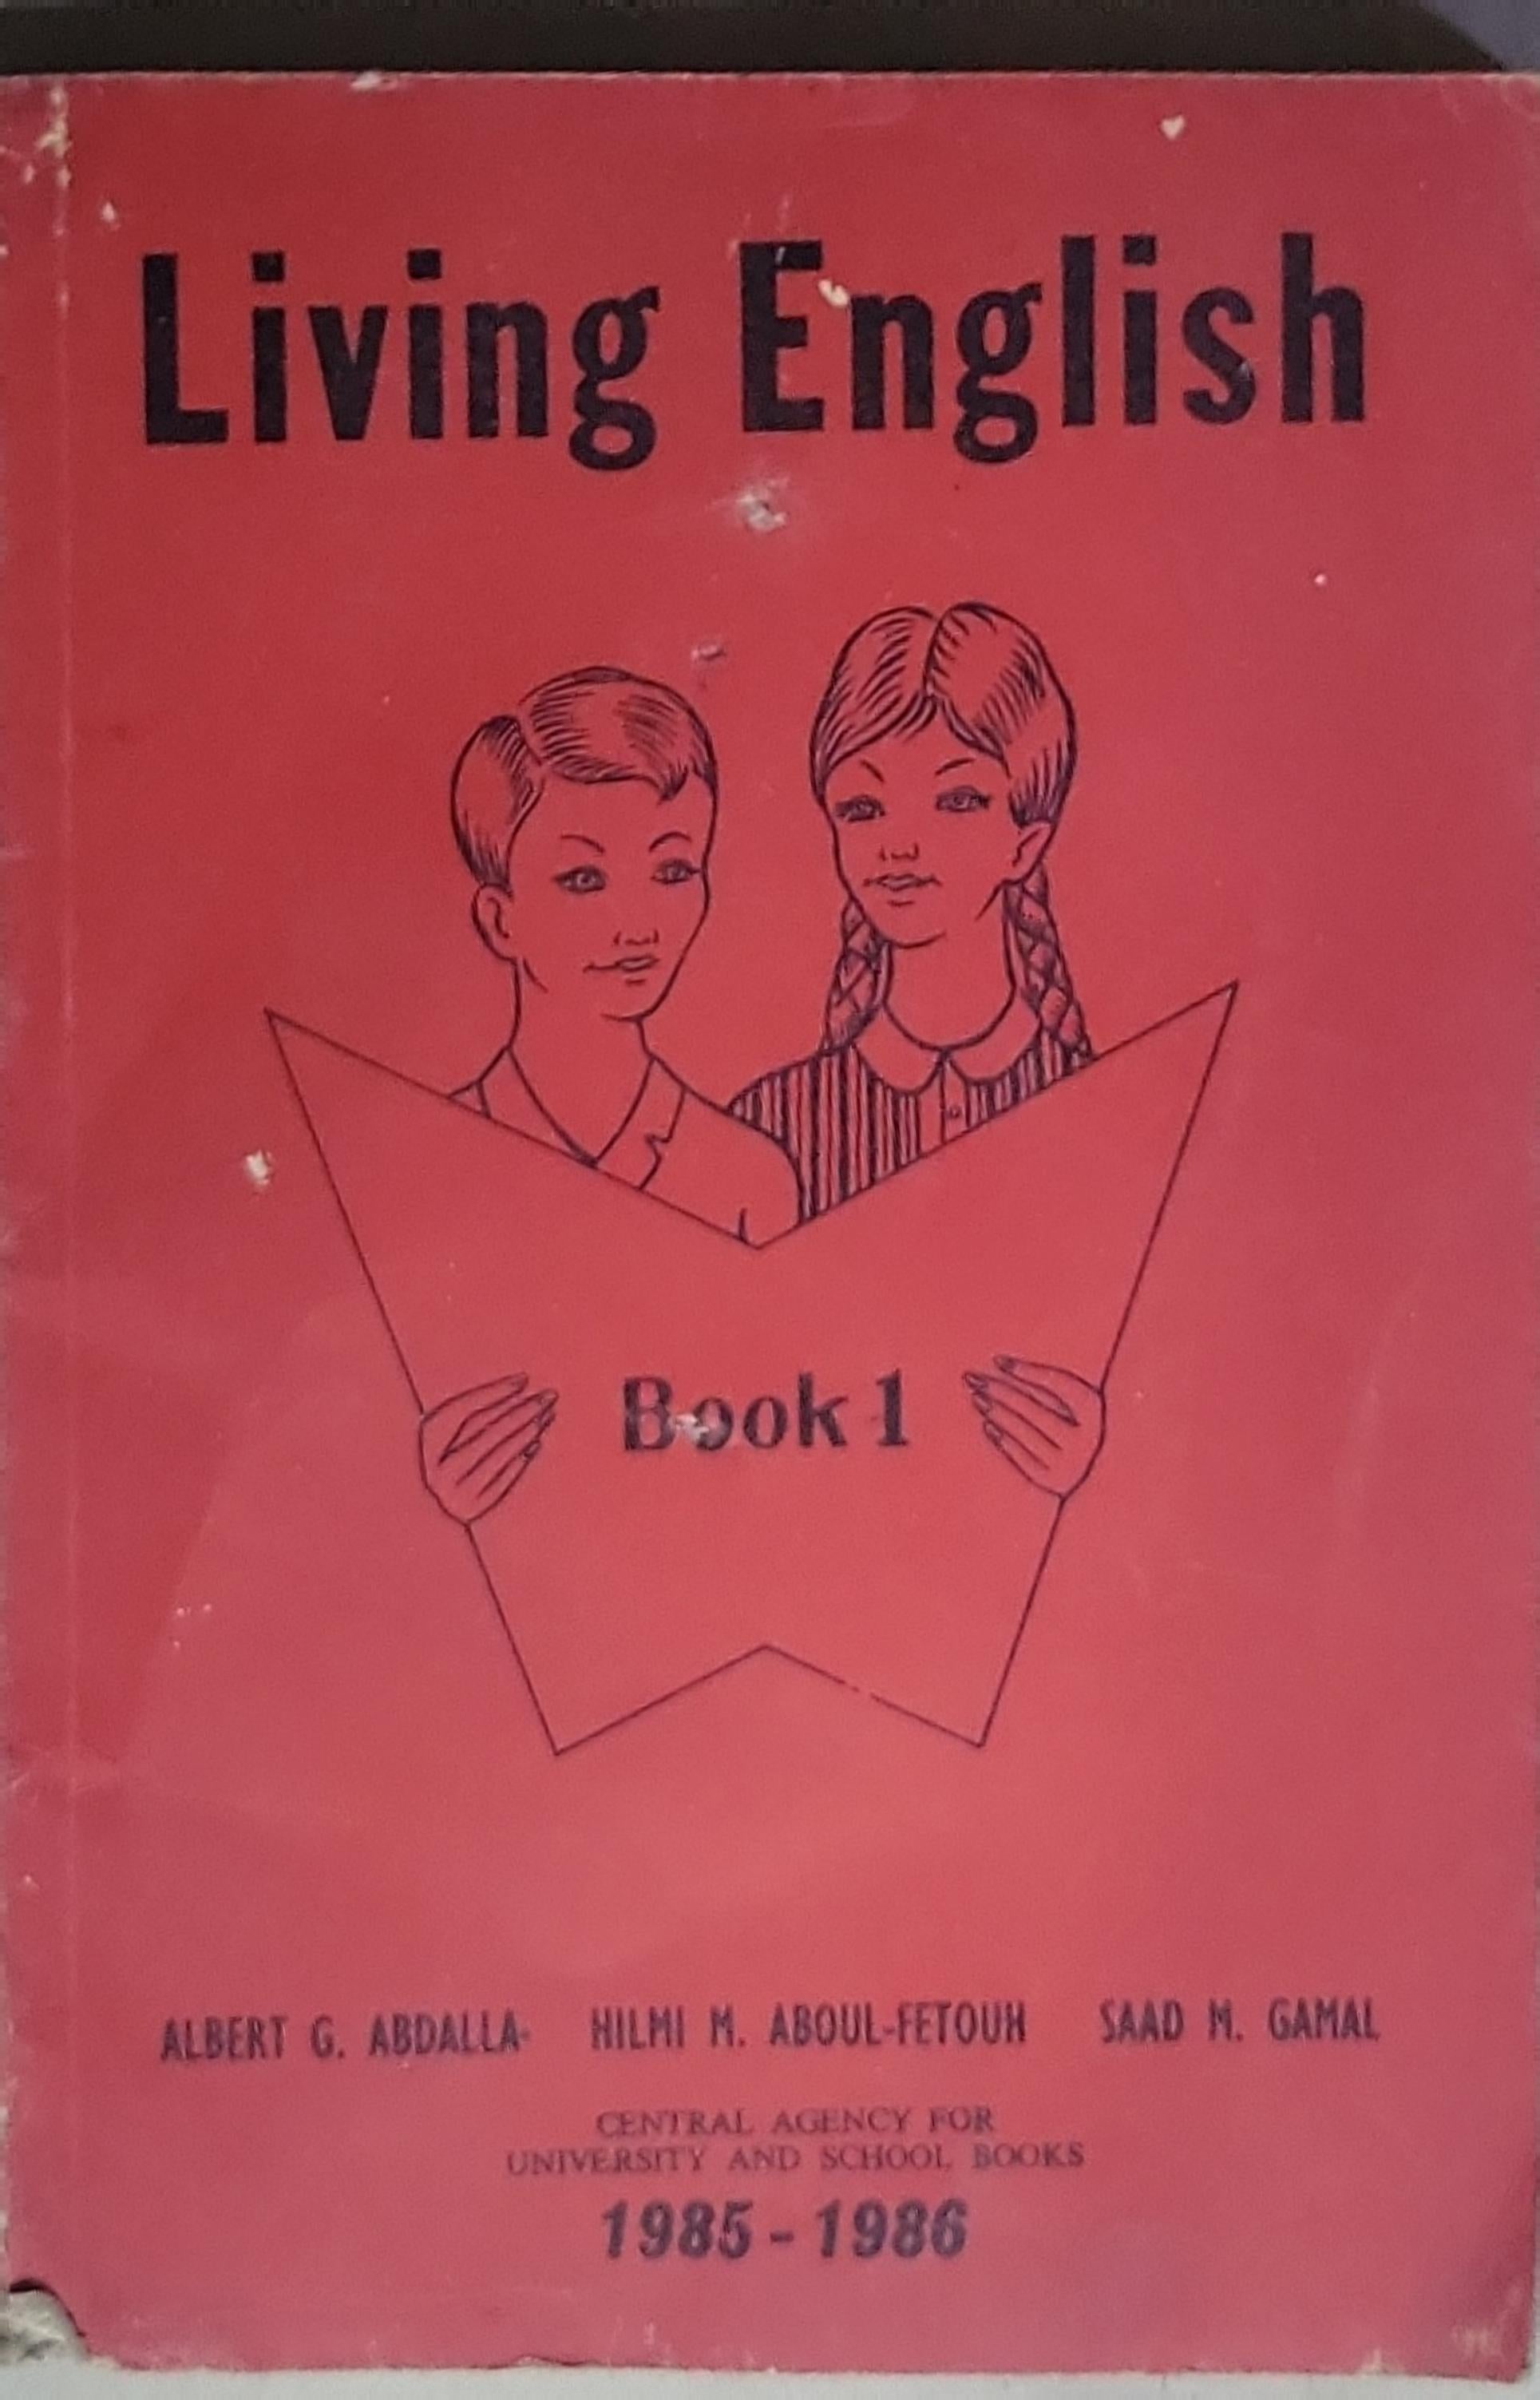 Living English
Book 1
ALBERT G. ABDALLA HILMI M. ABOUL-FETOUH SAAD M. GAMAL
CENTRAL AGENCY FOR
UNIVERSITY AND SCHOOL BOOKS
1985 - 1986